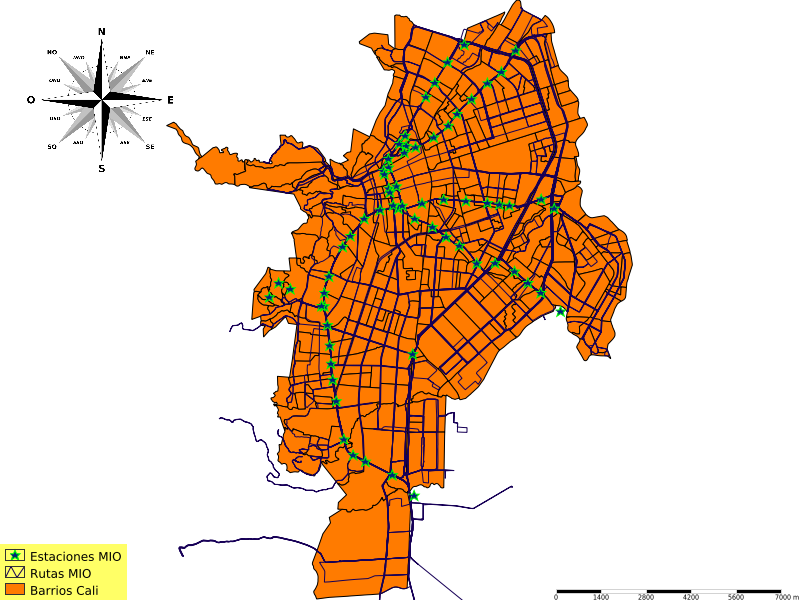 N
NO
NNO
NNE
NE
ONO
ENE
O
E
OSO
ESE
SO
SSO
SSE
SE
S
Estaciones MIO
Rutas MIO
Barrios Cali
0 1400 2800 4200 5600 7000 m